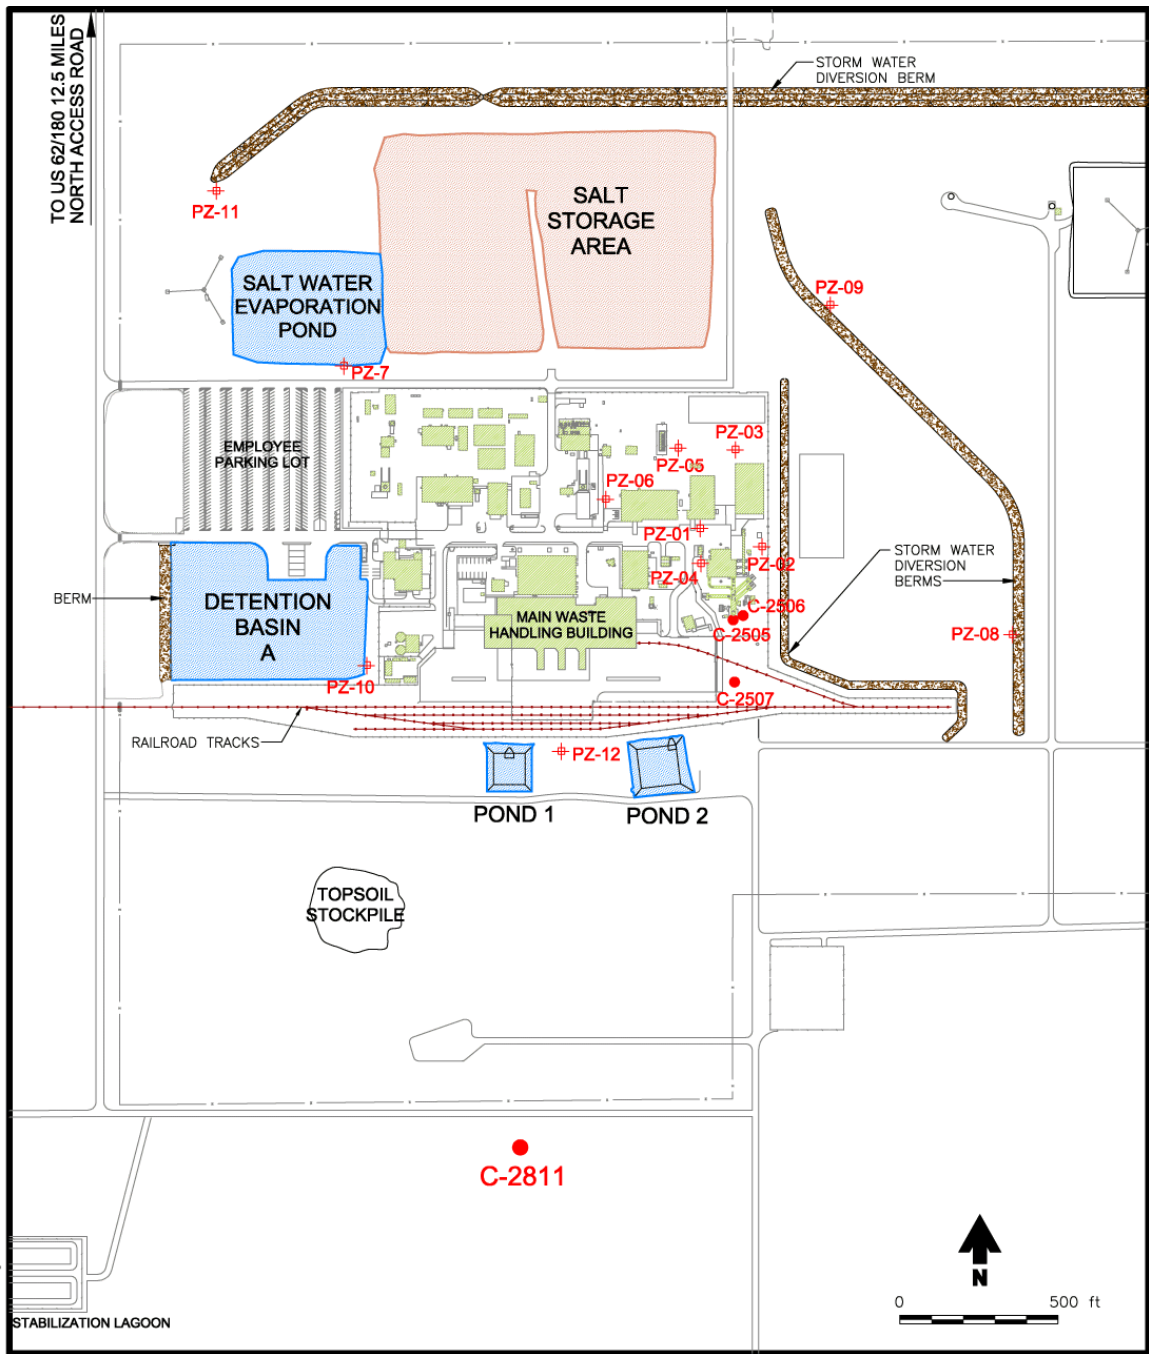 TO US 62/180 12.5 MILES
NORTH ACCESS ROAD
STORM WATER
DIVERSION BERM
PZ-11
SALT
STORAGE
AREA
SALT WATER
EVAPORATION
POND
PZ-09
PZ-7
EMPLOYEE
PARKING LOT
PZ-03
PZ-05
PZ-06
PZ-01
PZ-02
PZ-04
STORM WATER
DIVERSION
BERMS
BERM
DETENTION
BASIN
A
MAIN WASTE
HANDLING BUILDING
C-2506
C-2505
PZ-08
PZ-10
C-2507
RAILROAD TRACKS
PZ-12
POND 1
POND 2
TOPSOIL
STOCKPILE
C-2811
N
0 500 ft
STABILIZATION LAGOON